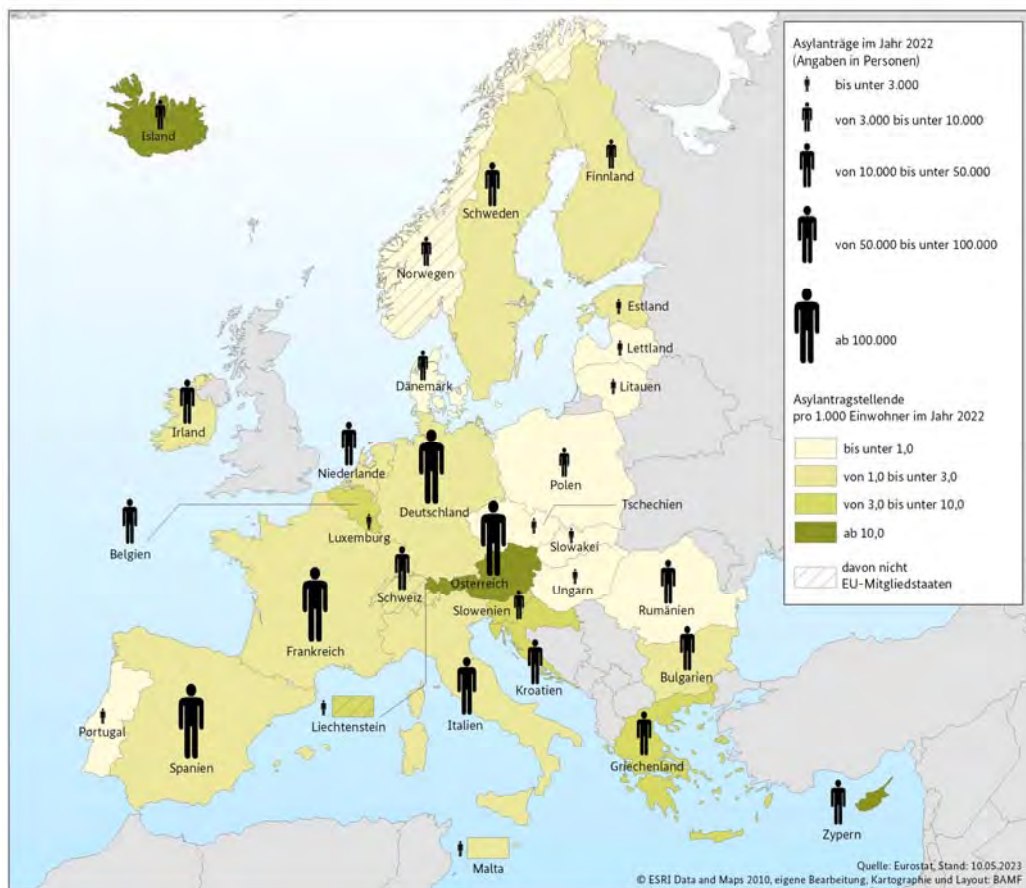 Asylanträge im Jahr 2022
(Angaben in Personen)
bis unter 3.000
von 3.000 bis unter 10.000
von 10.000 bis unter 50.000
von 50.000 bis unter 100.000
ab 100.000
Asylantragstellende
pro 1.000 Einwohner im Jahr 2022
bis unter 1,0
von 1,0 bis unter 3,0
von 3,0 bis unter 10,0
ab 10,0
davon nicht
EU-Mitgliedstaaten
Island
Finnland
Schweden
Norwegen
Estland
Lettland
Dänemark
Litauen
Irland
Niederlande
Polen
Deutschland
Tschechien
Belgien
Luxemburg
Slowakei
Österreich
Schweiz
Ungarn
Slowenien
Rumänien
Frankreich
Bulgarien
Kroatien
Liechtenstein
Italien
Portugal
Spanien
Griechenland
Zypern
Malta
Quelle: Eurostat, Stand: 10.05.2023
© ESRI Data and Maps 2010, eigene Bearbeitung, Kartographie und Layout: BAMF